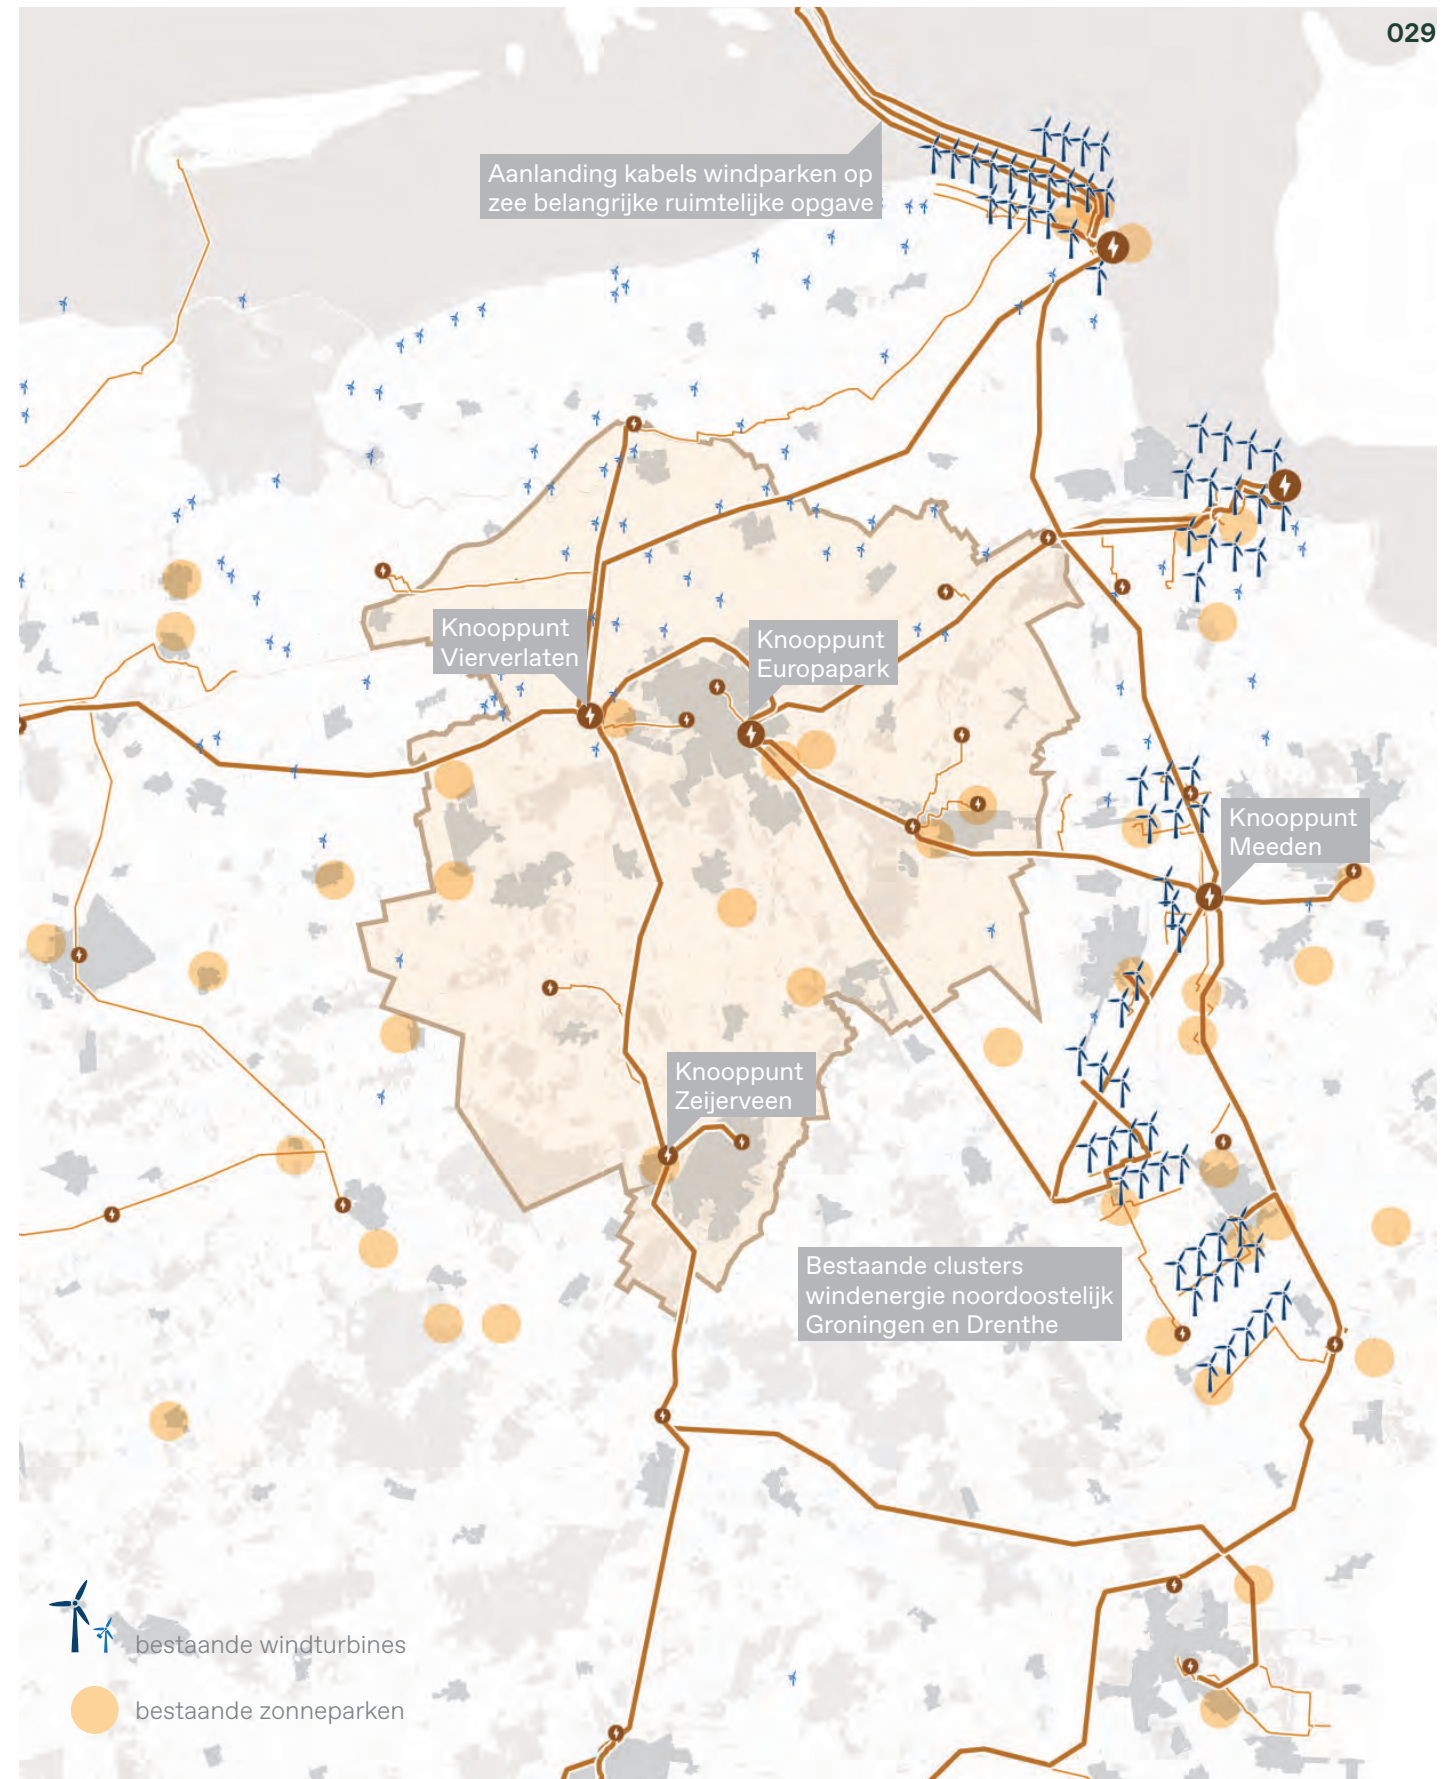 029
Aanlanding kabels windparken op
zee belangrijke ruimtelijke opgave
Knooppunt
Vierverlaten
Knooppunt
Europapark
Knooppunt
Meeden
Knooppunt
Zeijerveen
Bestaande clusters
windenergie noordoostelijk
Groningen en Drenthe
bestaande windturbines
bestaande zonneparken